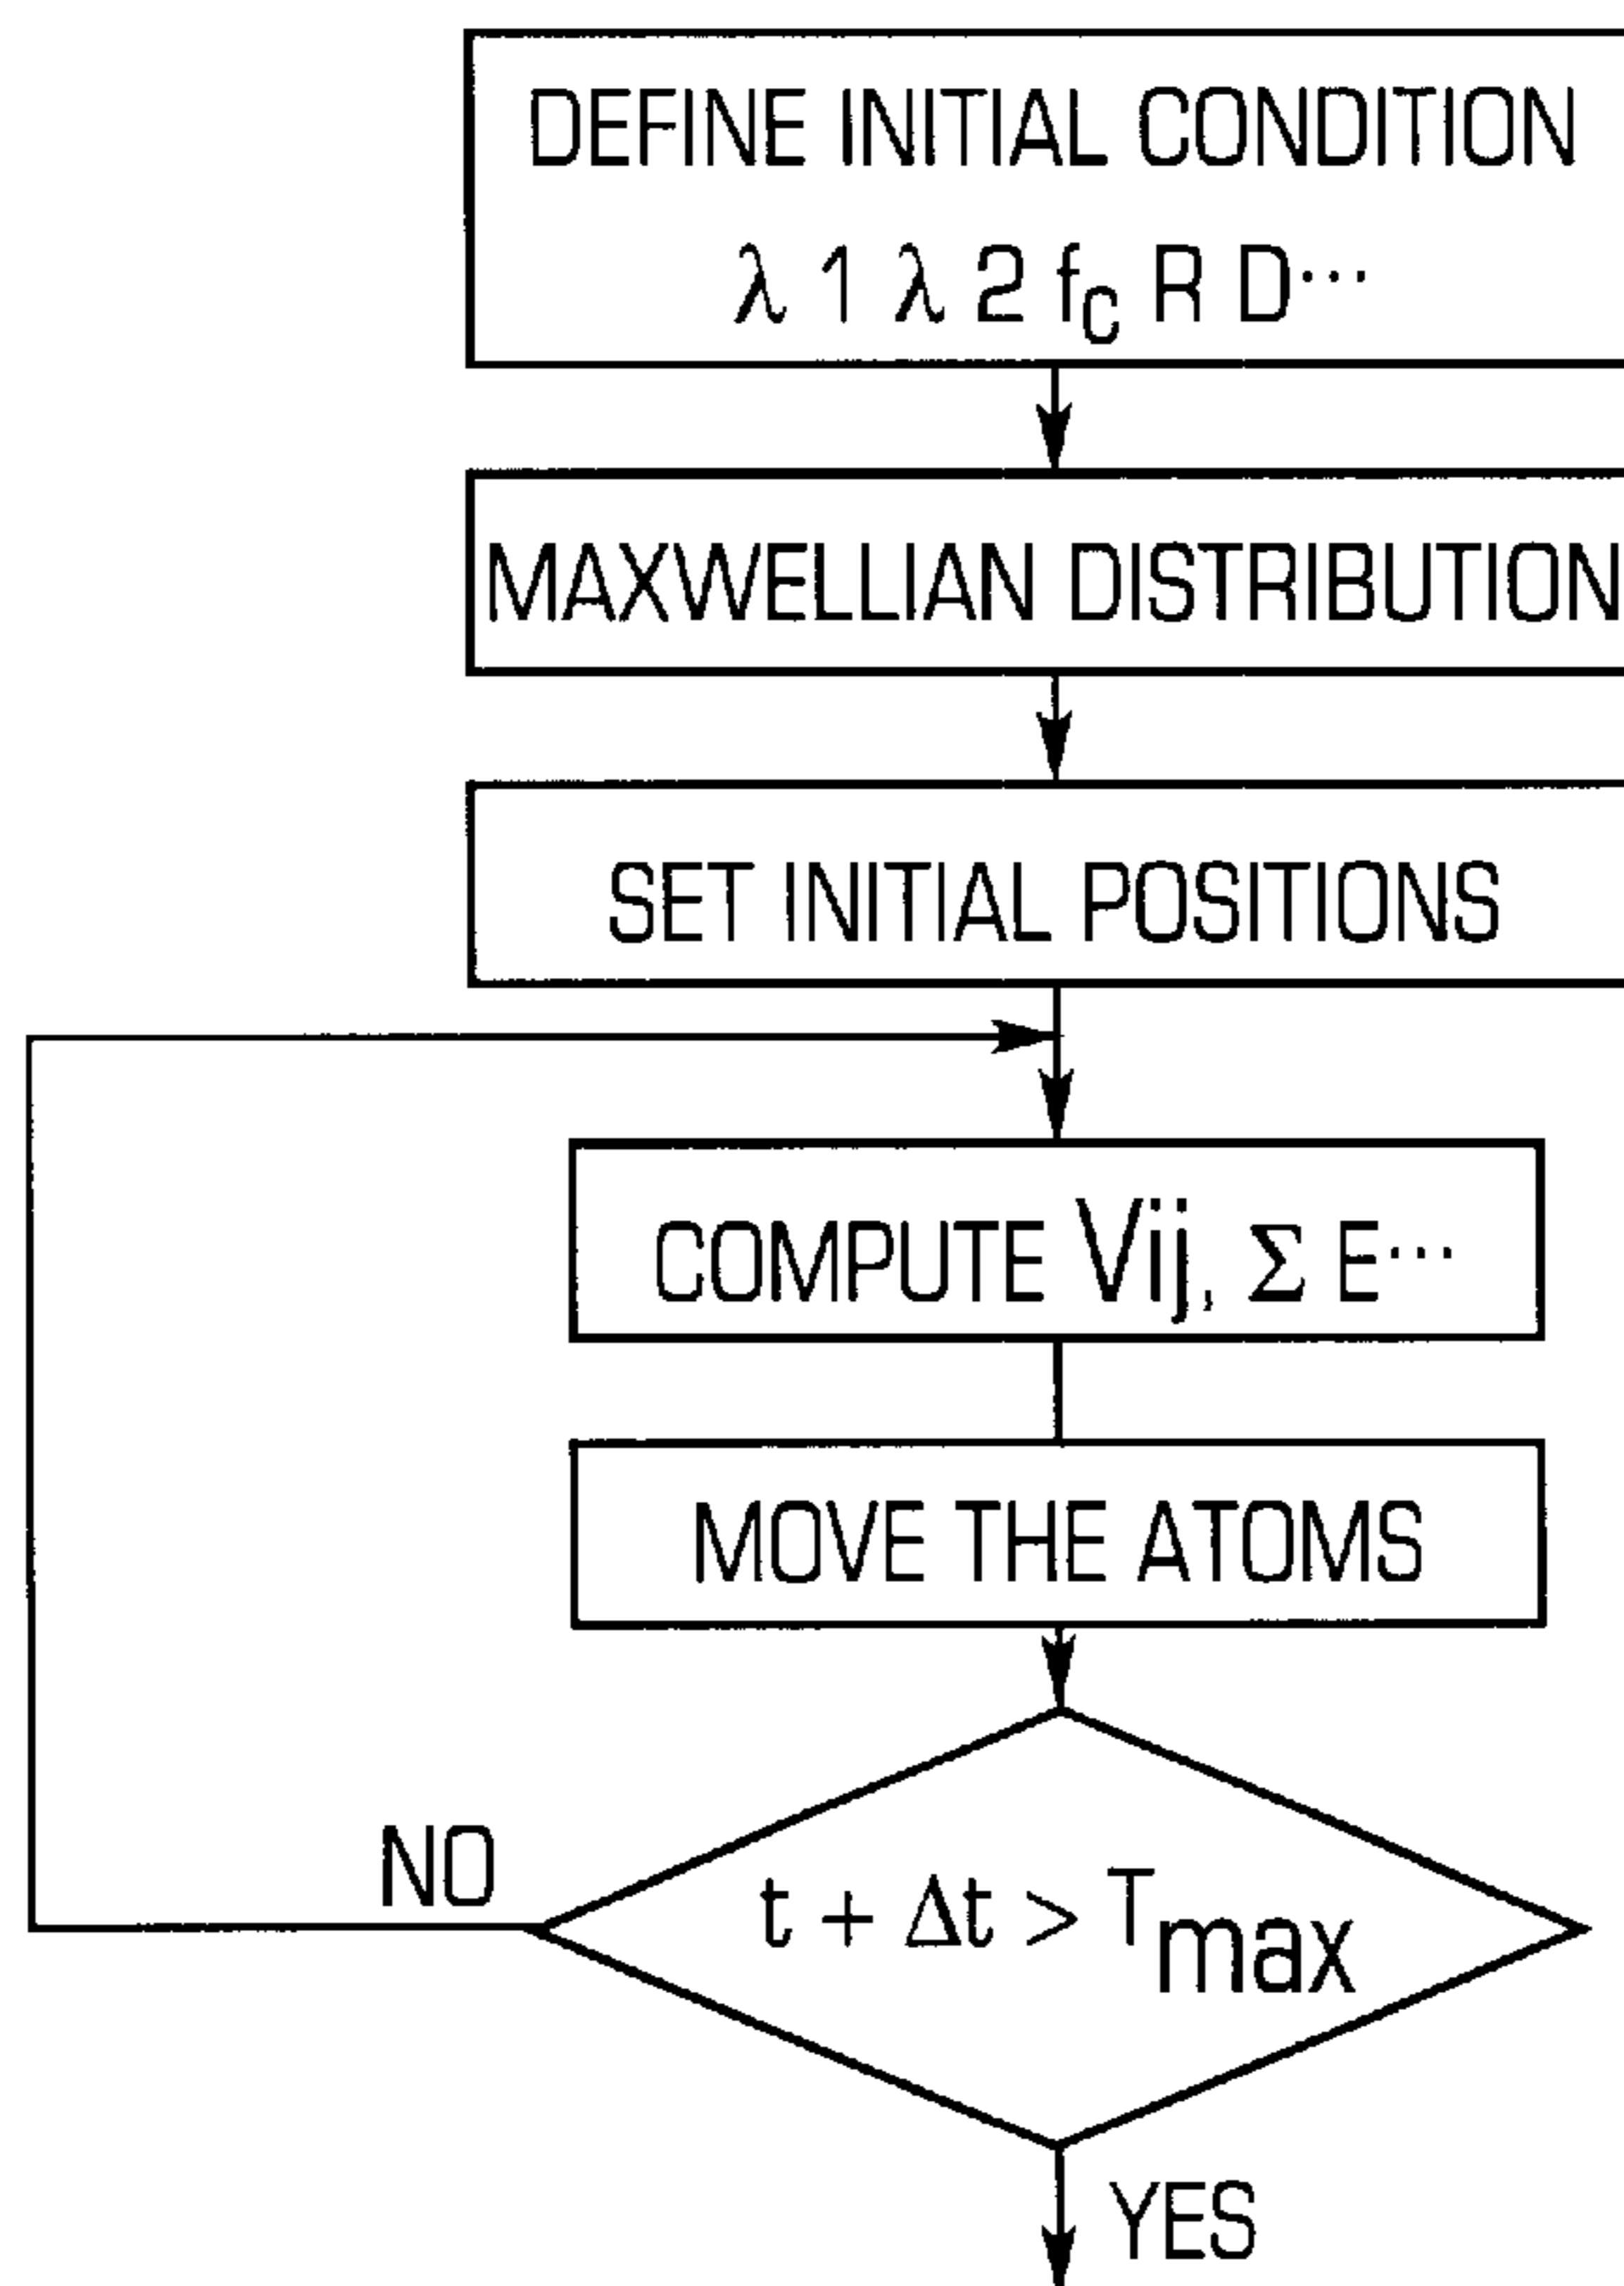 DEFINE INITIAL CONDITION
λ 1 λ 2 fc R D···
MAXWELLIAN DISTRIBUTION
SET INITIAL POSITIONS
COMPUTE Vij, Σ E···
MOVE THE ATOMS
NO
t + Δt > Tmax
YES